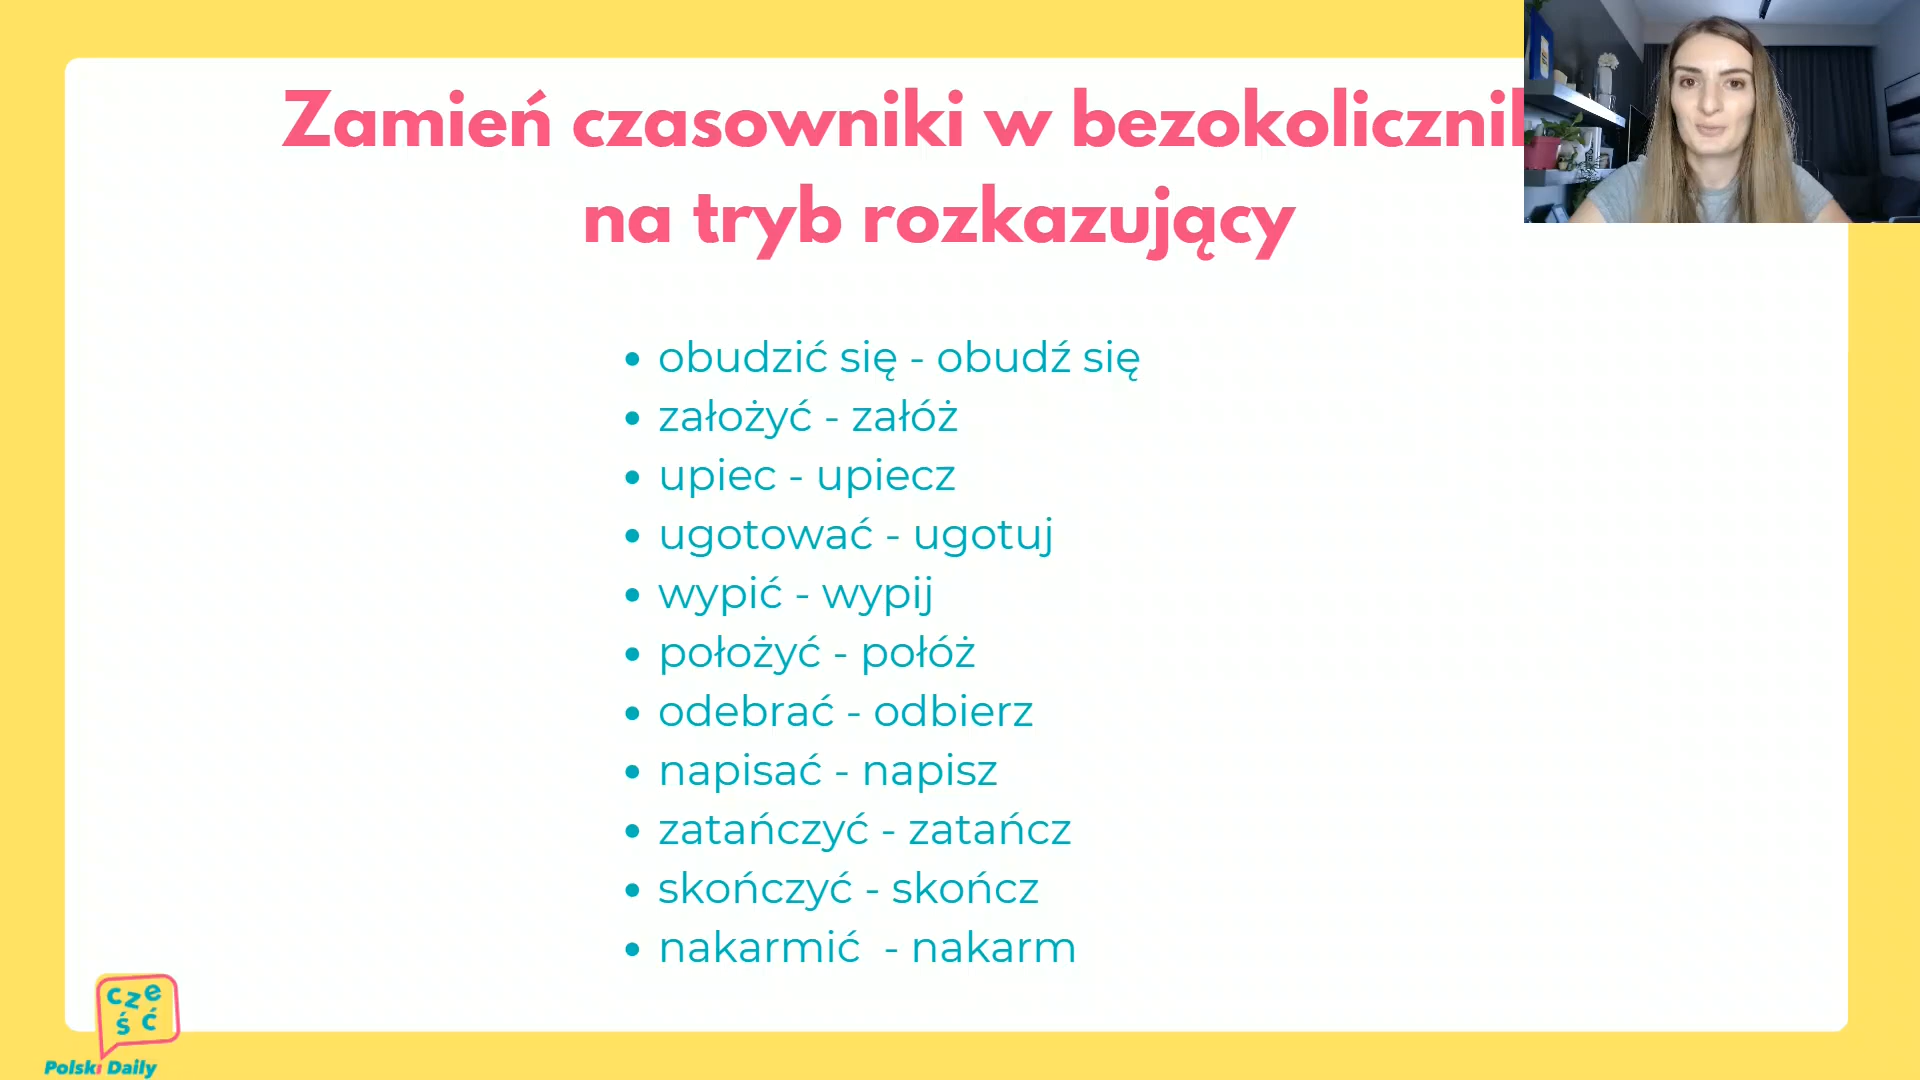 Zamień czasowniki w
na tryb rozkazujący
• obudzić się - obudź się
• założyć - załóż
• upiec - upiecz
• ugotować - ugotuj
• wypić - wypij
• położyć - połóż
• odebrać - odbierz
• napisać - napisz
• zatańczyć - zatańcz
• skończyć - skończ
• nakarmić - nakarm
cze
ść
Polski Daily